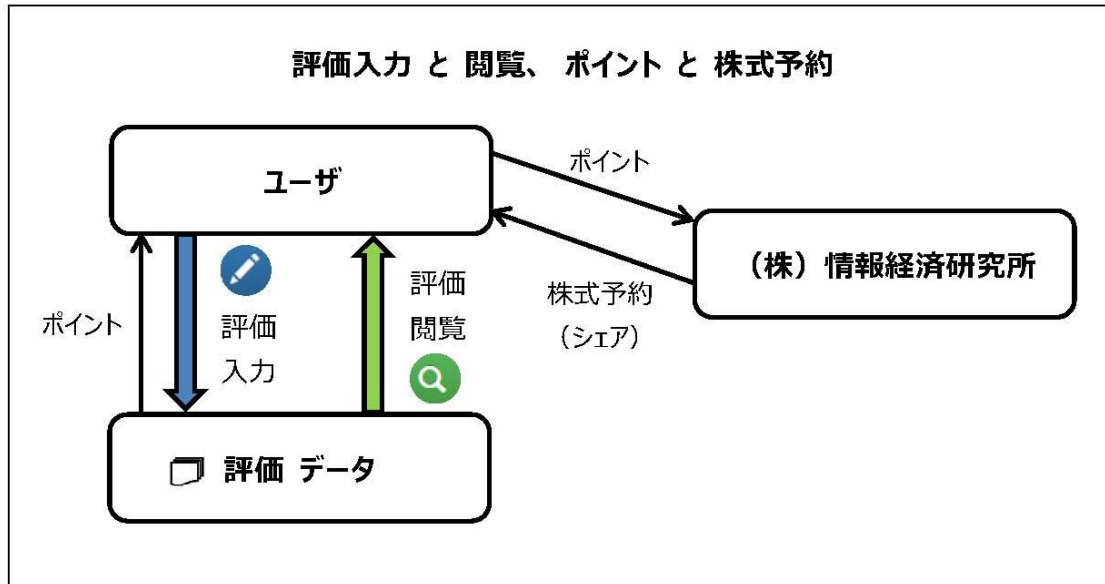 評価入力 と 閲覧、 ポイント と 株式予約
ユーザ
ポイント
(株)情報経済研究所
株式予約
(シェア)
ポイント
評価
入力
評価
閲覧
評価 データ